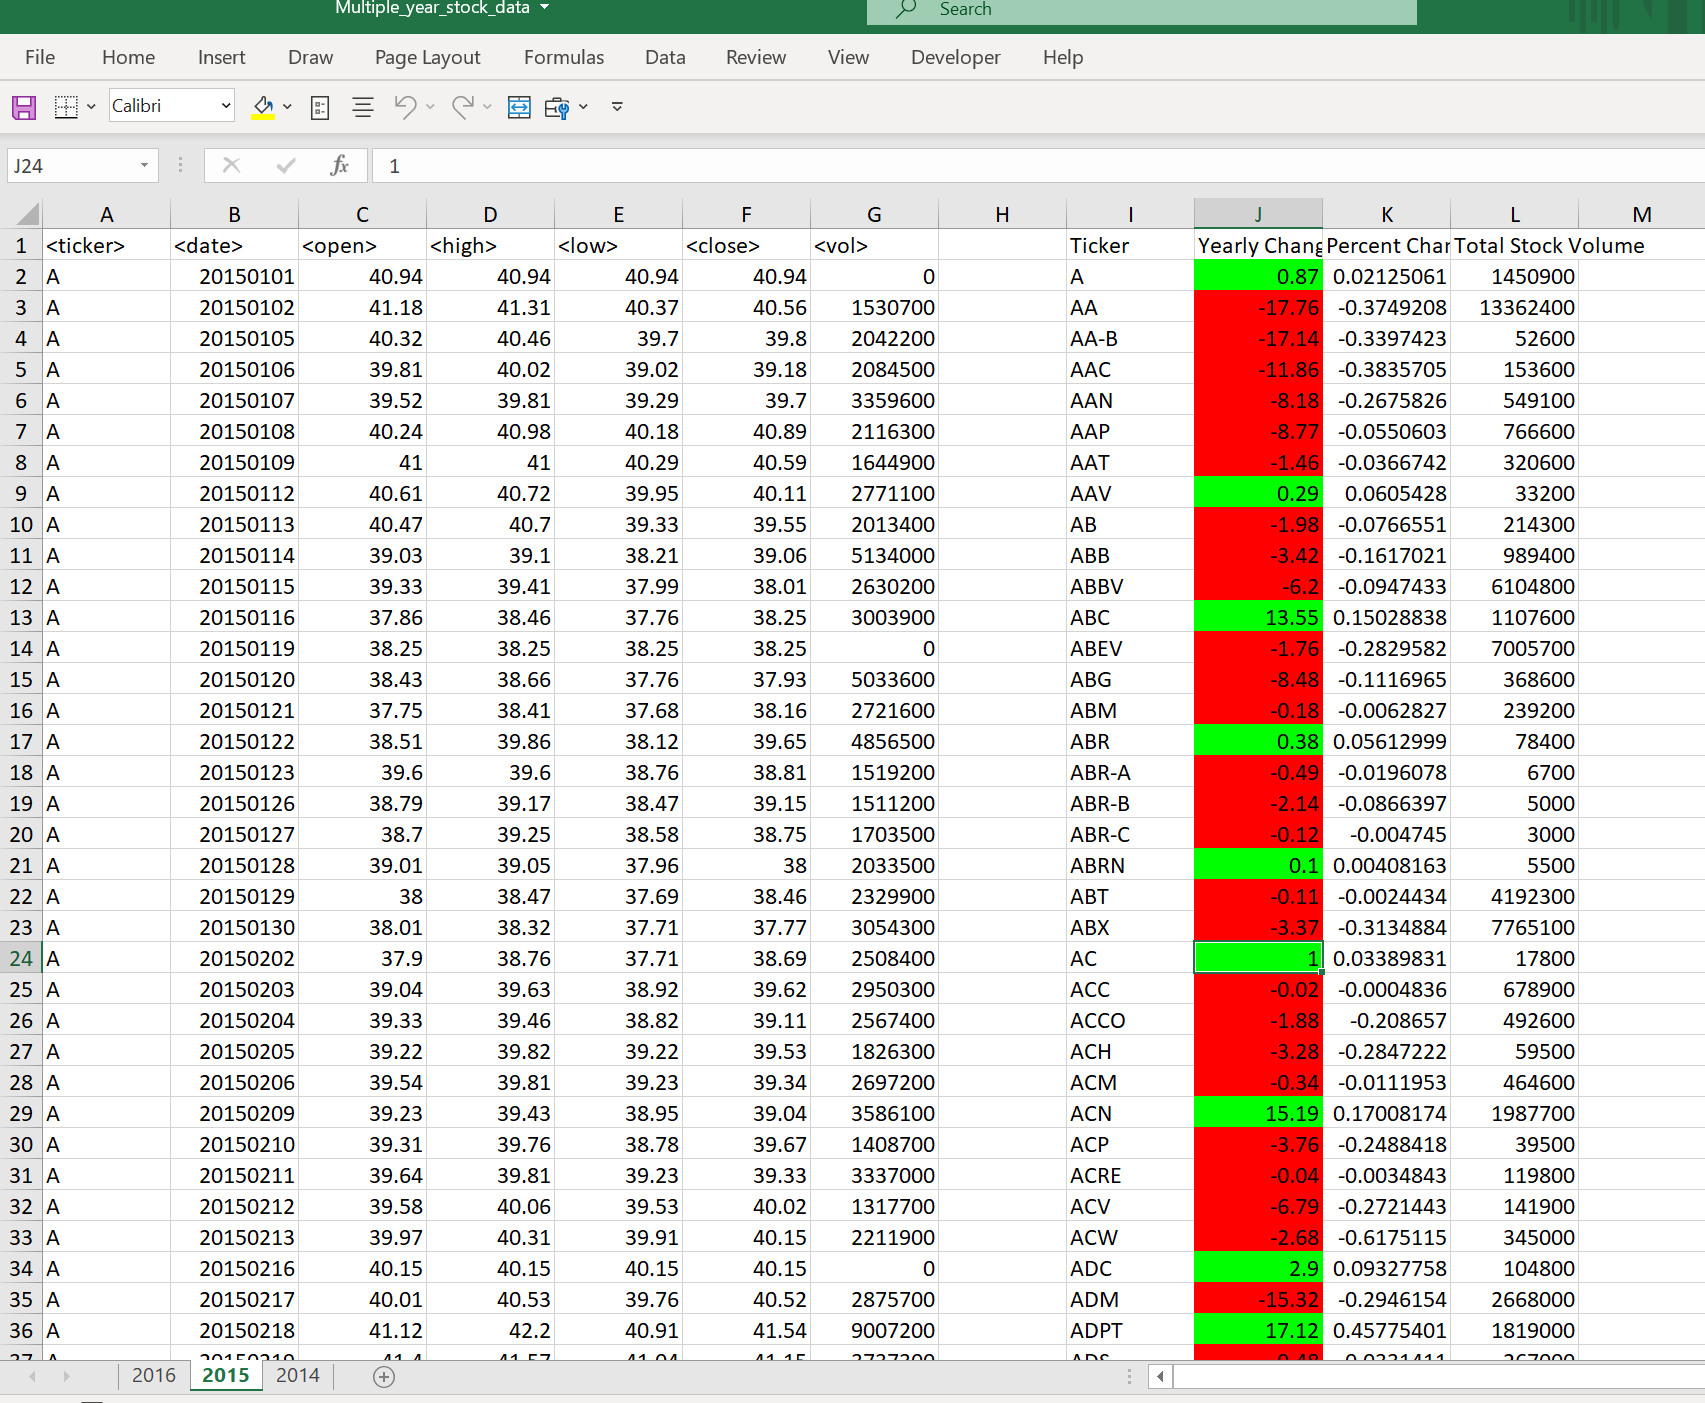 Multiple_year_stock_data
Search
File Home Insert Draw Page Layout Formulas Data Review View Developer Help
Calibri
J24 fx 1
A B C D E F G H I J K L M
1 <ticker> <date> <open> <high> <low> <close> <vol> Ticker Yearly Chang Percent Char Total Stock Volume
2 A 20150101 40.94 40.94 40.94 40.94 0 A 0.87 0.02125061 1450900
3 A 20150102 41.18 41.31 40.37 40.56 1530700 AA -17.76 -0.3749208 13362400
4 A 20150105 40.32 40.46 39.7 39.8 2042200 AA-B -17.14 -0.3397423 52600
5 A 20150106 39.81 40.02 39.02 39.18 2084500 AAC -11.86 -0.3835705 153600
6 A 20150107 39.52 39.81 39.29 39.7 3359600 AAN -8.18 -0.2675826 549100
7 A 20150108 40.24 40.98 40.18 40.89 2116300 AAP -8.77 -0.0550603 766600
8 A 20150109 41 41 40.29 40.59 1644900 AAT -1.46 -0.0366742 320600
9 A 20150112 40.61 40.72 39.95 40.11 2771100 AAV 0.29 0.0605428 33200
10 A 20150113 40.47 40.7 39.33 39.55 2013400 AB -1.98 -0.0766551 214300
11 A 20150114 39.03 39.1 38.21 39.06 5134000 ABB -3.42 -0.1617021 989400
12 A 20150115 39.33 39.41 37.99 38.01 2630200 ABBV -6.2 -0.0947433 6104800
13 A 20150116 37.86 38.46 37.76 38.25 3003900 ABC 13.55 0.15028838 1107600
14 A 20150119 38.25 38.25 38.25 38.25 0 ABEV -1.76 -0.2829582 7005700
15 A 20150120 38.43 38.66 37.76 37.93 5033600 ABG -8.48 -0.1116965 368600
16 A 20150121 37.75 38.41 37.68 38.16 2721600 ABM -0.18 -0.0062827 239200
17 A 20150122 38.51 39.86 38.12 39.65 4856500 ABR 0.38 0.05612999 78400
18 A 20150123 39.6 39.6 38.76 38.81 1519200 ABR-A -0.49 -0.0196078 6700
19 A 20150126 38.79 39.17 38.47 39.15 1511200 ABR-B -2.14 -0.0866397 5000
20 A 20150127 38.7 39.25 38.58 38.75 1703500 ABR-C -0.12 -0.004745 3000
21 A 20150128 39.01 39.05 37.96 38 2033500 ABRN 0.1 0.00408163 5500
22 A 20150129 38 38.47 37.69 38.46 2329900 ABT -0.11 -0.0024434 4192300
23 A 20150130 38.01 38.32 37.71 37.77 3054300 ABX -3.37 -0.3134884 7765100
24 A 20150202 37.9 38.76 37.71 38.69 2508400 AC 1 0.03389831 17800
25 A 20150203 39.04 39.63 38.92 39.62 2950300 ACC -0.02 -0.0004836 678900
26 A 20150204 39.33 39.46 38.82 39.11 2567400 ACCO -1.88 -0.208657 492600
27 A 20150205 39.22 39.82 39.22 39.53 1826300 ACH -3.28 -0.2847222 59500
28 A 20150206 39.54 39.81 39.23 39.34 2697200 ACM -0.34 -0.0111953 464600
29 A 20150209 39.23 39.43 38.95 39.04 3586100 ACN 15.19 0.17008174 1987700
30 A 20150210 39.31 39.76 38.78 39.67 1408700 ACP -3.76 -0.2488418 39500
31 A 20150211 39.64 39.81 39.23 39.33 3337000 ACRE -0.04 -0.0034843 119800
32 A 20150212 39.58 40.06 39.53 40.02 1317700 ACV -6.79 -0.2721443 141900
33 A 20150213 39.97 40.31 39.91 40.15 2211900 ACW -2.68 -0.6175115 345000
34 A 20150216 40.15 40.15 40.15 40.15 0 ADC 2.9 0.09327758 104800
35 A 20150217 40.01 40.53 39.76 40.52 2875700 ADM -15.32 -0.2946154 2668000
36 A 20150218 41.12 42.2 40.91 41.54 9007200 ADPT 17.12 0.45775401 1819000
2016 2015 2014